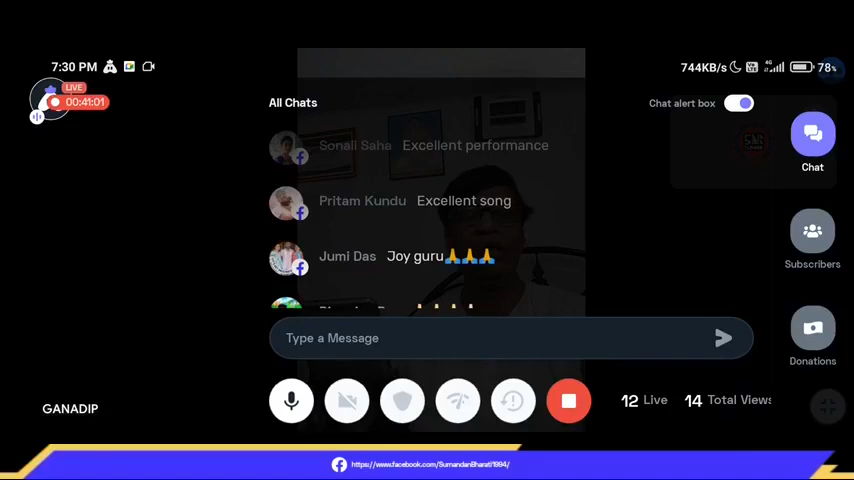 7:30 PM
744KB/s
4G
78%
LIVE
00:41:01
All Chats
Chat alert box
Sonali Saha Excellent performance
Chat
Pritam Kundu Excellent song
Jumi Das Joy guru🙏🙏🙏
Subscribers
Type a Message
Donations
12 Live 14 Total Views
GANADIP
https://www.facebook.com/SumandanBharati1994/